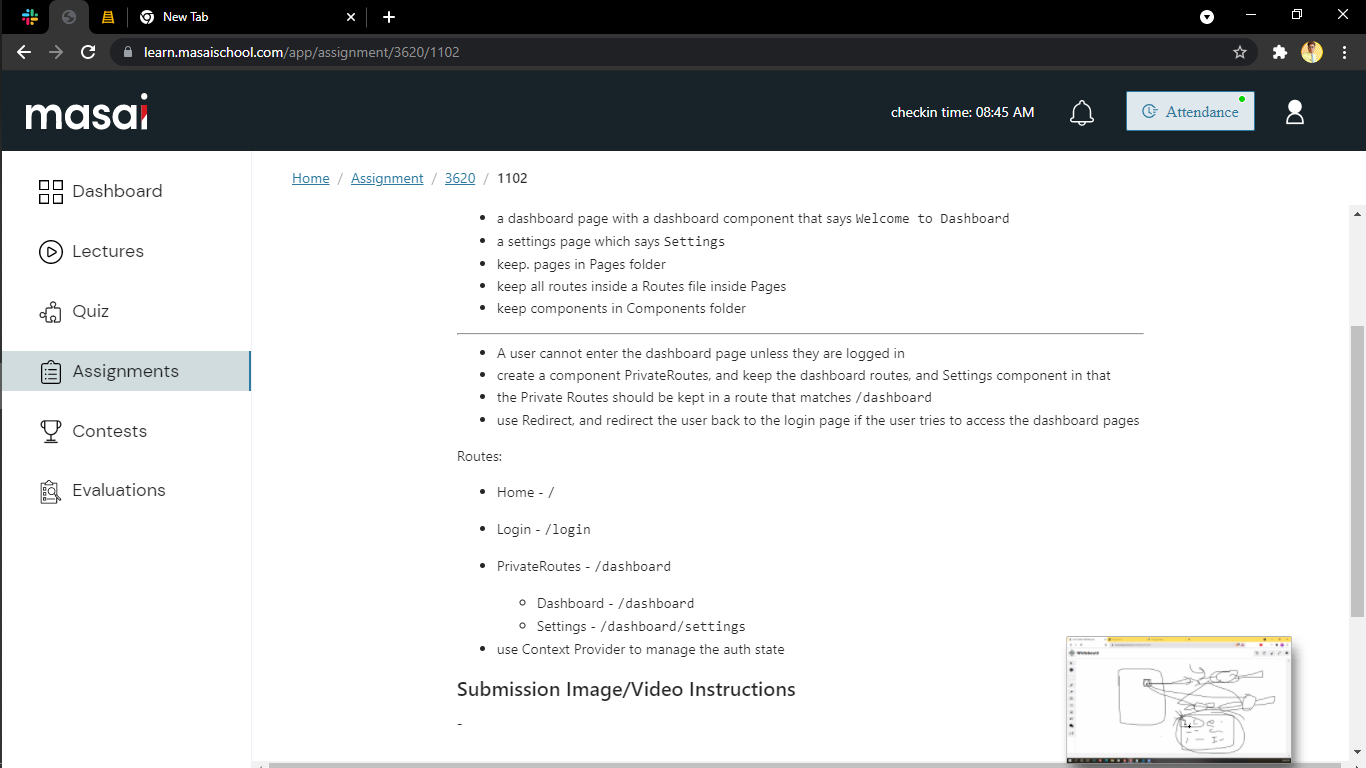 New Tab
learn.masaischool.com/app/assignment/3620/1102
masai
checkin time: 08:45 AM
Attendance
Dashboard
Lectures
Quiz
Assignments
Contests
Evaluations
Home / Assignment / 3620 / 1102
• a dashboard page with a dashboard component that says Welcome to Dashboard
• a settings page which says Settings
• keep. pages in Pages folder
• keep all routes inside a Routes file inside Pages
• keep components in Components folder
• A user cannot enter the dashboard page unless they are logged in
• create a component PrivateRoutes, and keep the dashboard routes, and Settings component in that
• the Private Routes should be kept in a route that matches /dashboard
• use Redirect, and redirect the user back to the login page if the user tries to access the dashboard pages
Routes:
• Home - /
• Login - /login
• PrivateRoutes - /dashboard
◦ Dashboard - /dashboard
◦ Settings - /dashboard/settings
• use Context Provider to manage the auth state
Submission Image/Video Instructions
-
Whiteboard